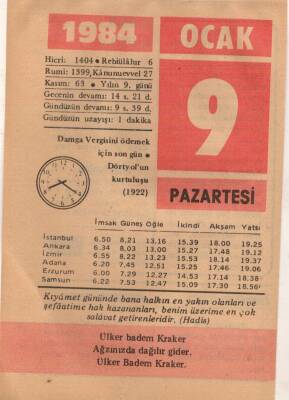 1984
OCAK
Hicri: 1404 • Rebiülâhır 6
Rumî: 1399, Kânunuevvel 27
Kasım: 63 • Yılın 9. günü
Gecenin devamı: 14 s. 21 d.
Gündüzün devamı: 9 s. 39 d.
Gündüzün uzayışı: 1 dakika
9
Damga Vergisini ödemek
için son gün •
Dörtyol'un
kurtuluşu
(1922)
PAZARTESİ
İmsak Güneş Öğle İkindi Akşam Yatsı
İstanbul 6.50 8,21 13,16 15.39 18.00 19.25
Ankara 6.34 8,03 13.00 15.27 17.48 19.12
İzmir 6.55 8,22 13.23 15.53 18.14 19.37
Adana 6.20 7.45 12.51 15.25 17.46 19.06
Erzurum 6.00 7.29 12.27 14.53 17.14 18.38
Samsun 6.22 7.53 12.47 15.09 17.30 18.56
Kıyâmet gününde bana halkın en yakın olanları ve
şefâatime hak kazananları, benim üzerime en çok
salâvat getirenleridir. (Hadis)
Ülker badem Kraker
Ağzınızda dağılır gider.
Ülker Badem Kraker.